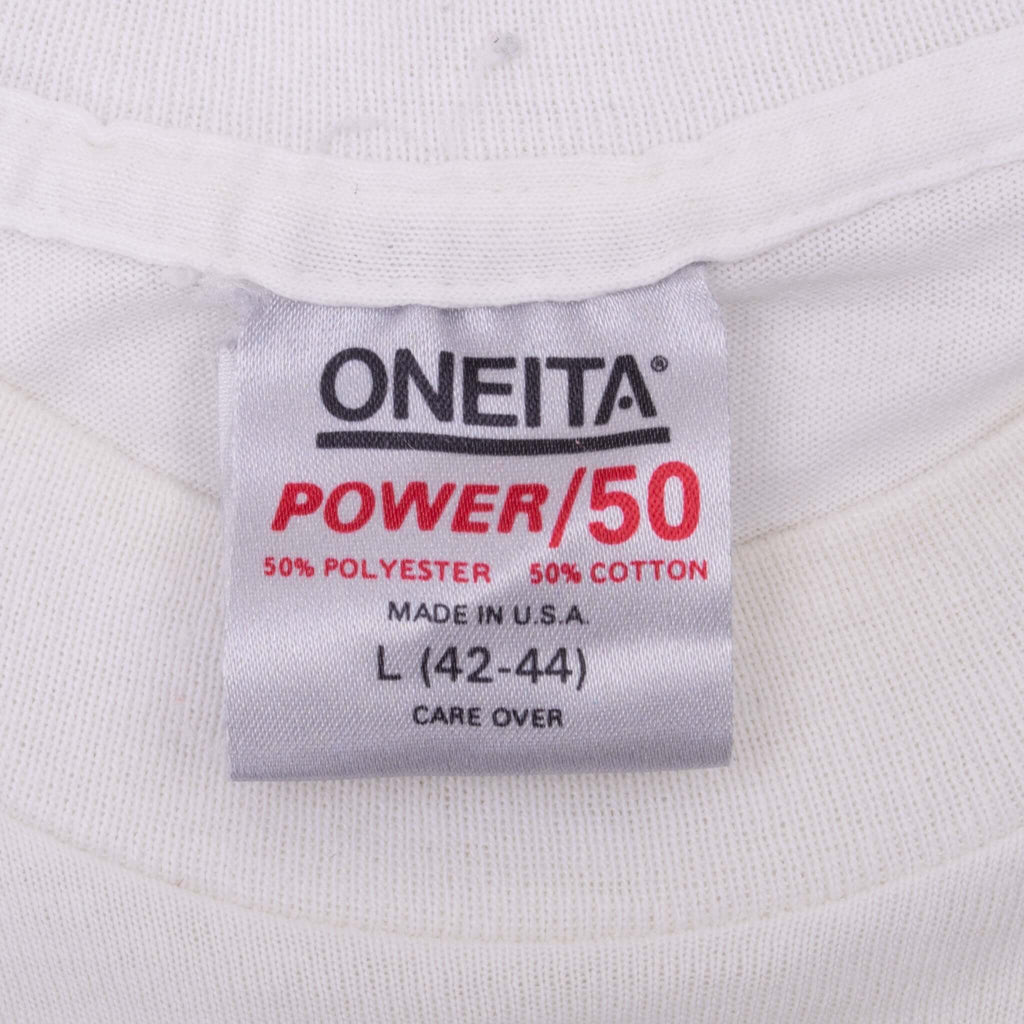 ONEITA®
POWER/50
50% POLYESTER 50% COTTON
MADE IN U.S.A.
L (42-44)
CARE OVER